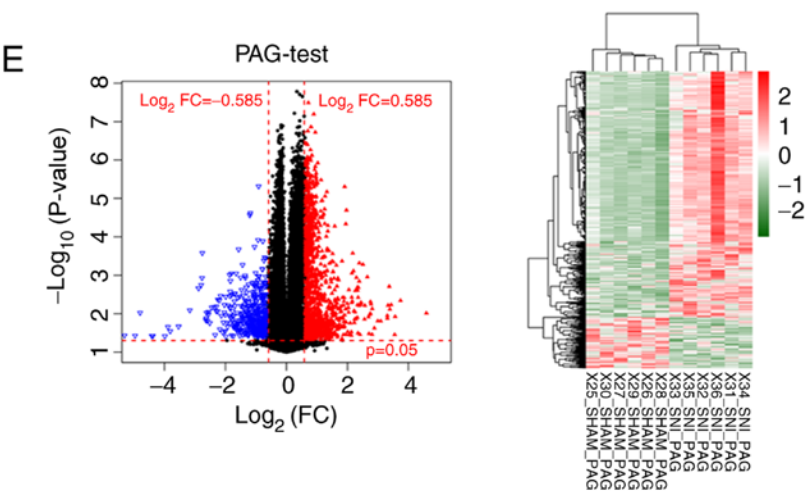 E
PAG-test
Log2 FC=−0.585
Log2 FC=0.585
8
7
6
5
4
3
2
1
−Log10 (P-value)
p=0.05
−4
−2
0
2
4
Log2 (FC)
2
1
0
−1
−2
X25_SHAM_PAG
X30_SHAM_PAG
X27_SHAM_PAG
X29_SHAM_PAG
X26_SHAM_PAG
X28_SHAM_PAG
X33_SNI_PAG
X35_SNI_PAG
X32_SNI_PAG
X36_SNI_PAG
X31_SNI_PAG
X34_SNI_PAG